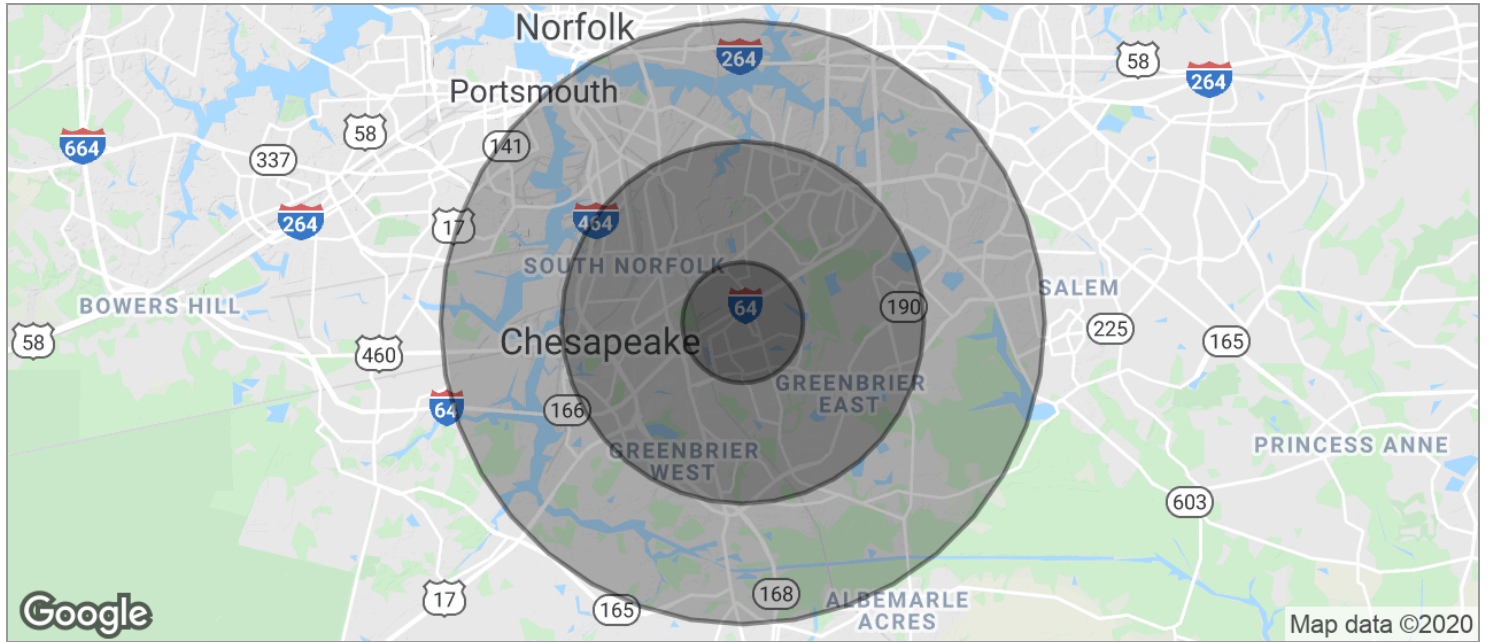 Norfolk
264
58
264
Portsmouth
58
141
664
337
264
17
464
SOUTH NORFOLK
SALEM
BOWERS HILL
64
190
58
460
Chesapeake
225
165
GREENBRIER
EAST
64
166
GREENBRIER
WEST
PRINCESS ANNE
603
17
165
168
ALBEMARLE
ACRES
Google
Map data ©2020